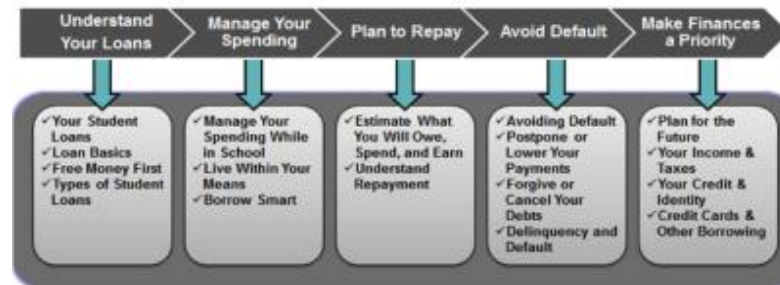 Understand
Your Loans
Manage Your
Spending
Plan to Repay
Avoid Default
Make Finances
a Priority
✓Your Student
Loans
✓Loan Basics
✓Free Money First
✓Types of Student
Loans
✓Manage Your
Spending While
in School
✓Live Within Your
Means
✓Borrow Smart
✓Estimate What
You Will Owe,
Spend, and Earn
✓Understand
Repayment
✓Avoiding Default
✓Postpone or
Lower Your
Payments
✓Forgive or
Cancel Your
Debts
✓Delinquency and
Default
✓Plan for the
Future
✓Your Income &
Taxes
✓Your Credit &
Identity
✓Credit Cards &
Other Borrowing